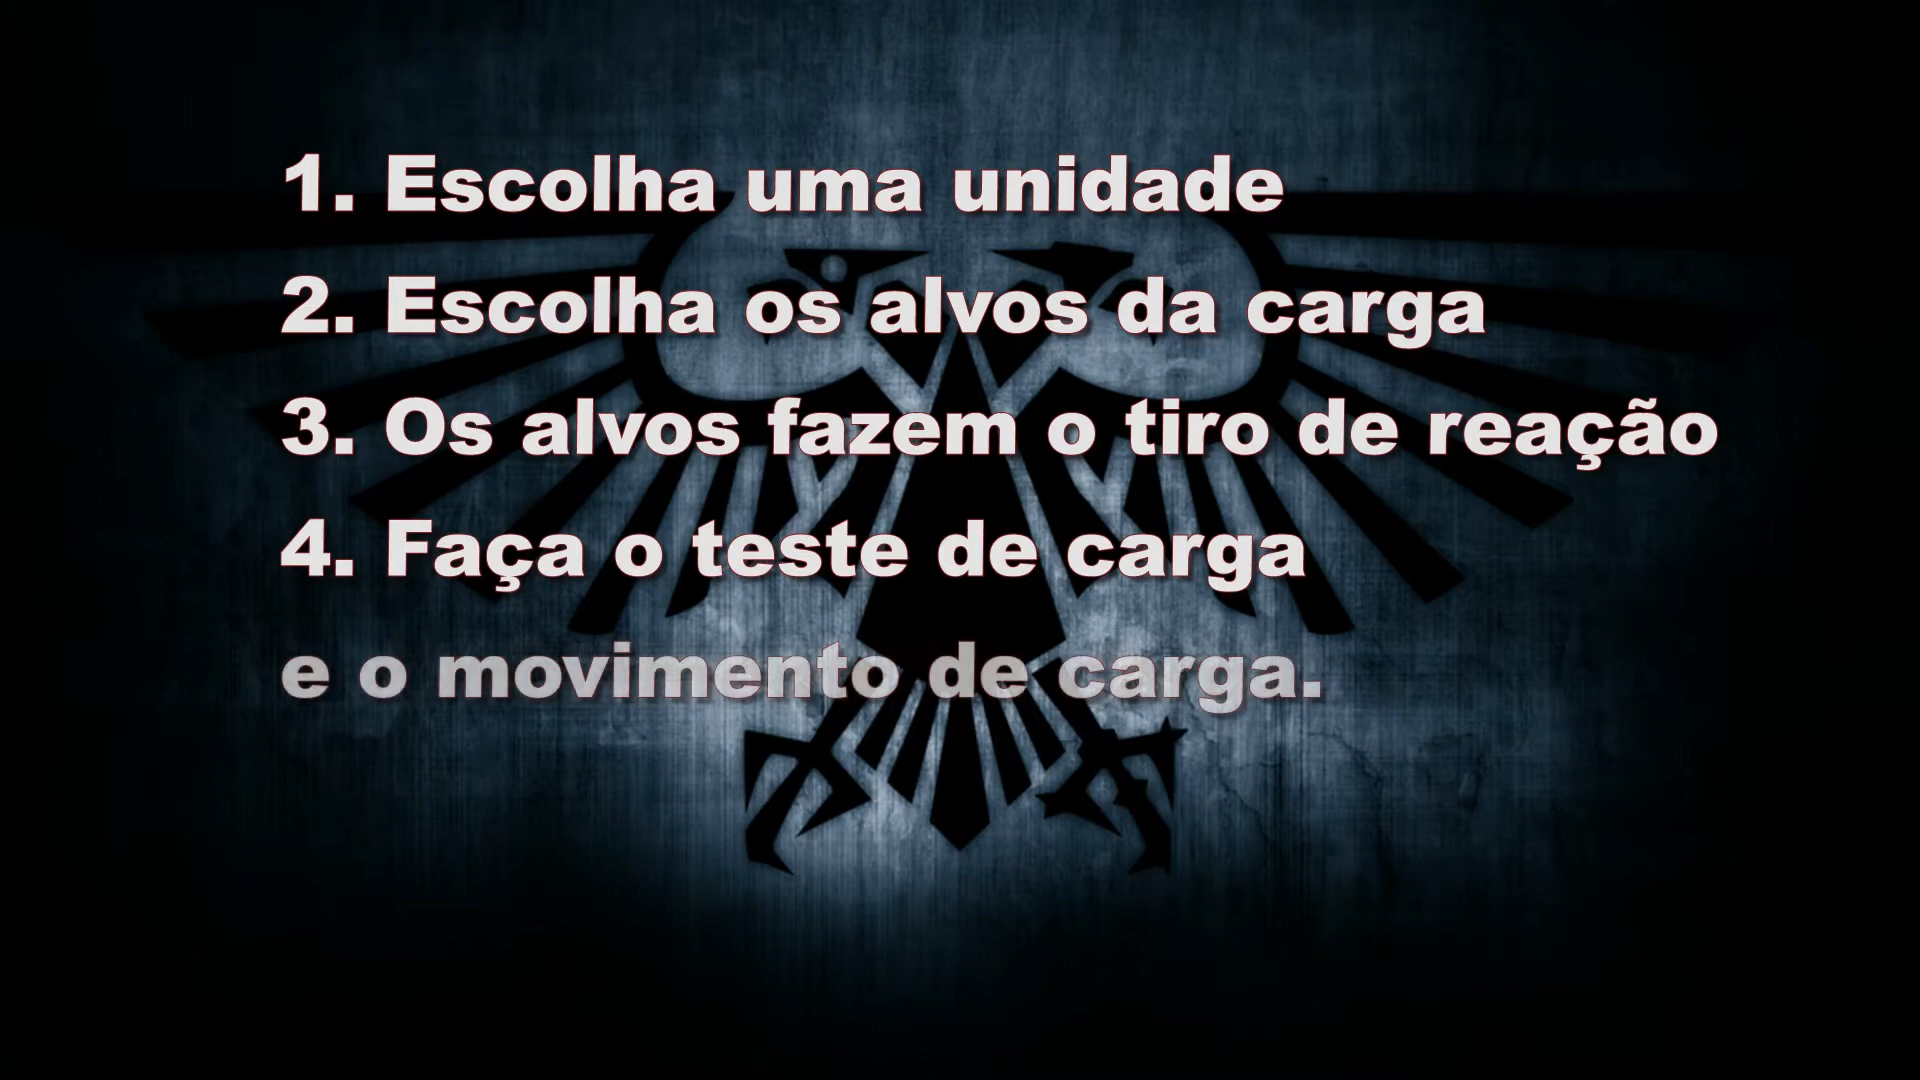 1. Escolha uma unidade
2. Escolha os alvos da carga
3. Os alvos fazem o tiro de reação
4. Faça o teste de carga
e o movimento de carga.